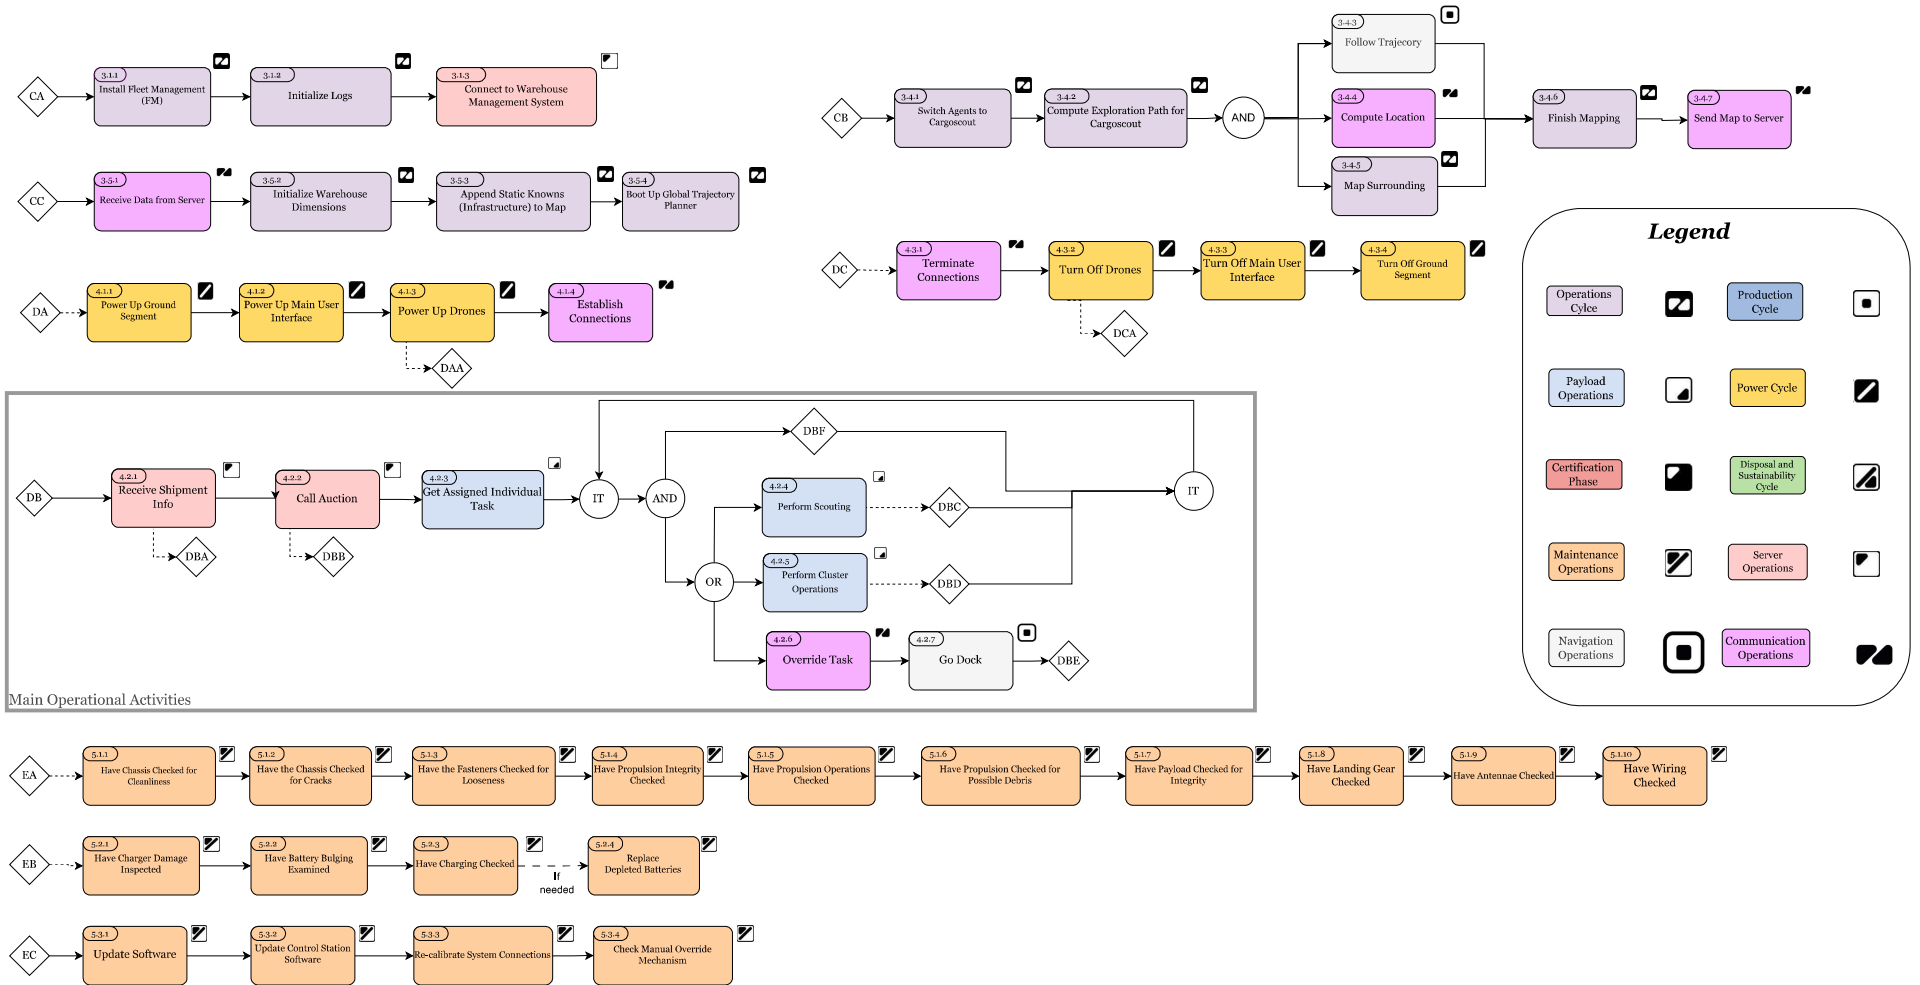 CA
3.1.1
Install Fleet Management
(FM)
3.1.2
Initialize Logs
3.1.3
Connect to Warehouse
Management System
CB
3.4.1
Switch Agents to
Cargoscout
3.4.2
Compute Exploration Path for
Cargoscout
AND
3.4.3
Follow Trajecory
3.4.4
Compute Location
3.4.5
Map Surrounding
3.4.6
Finish Mapping
3.4.7
Send Map to Server
CC
3.5.1
Receive Data from Server
3.5.2
Initialize Warehouse
Dimensions
3.5.3
Append Static Knowns
(Infrastructure) to Map
3.5.4
Boot Up Global Trajectory
Planner
DA
4.1.1
Power Up Ground
Segment
4.1.2
Power Up Main User
Interface
4.1.3
Power Up Drones
4.1.4
Establish
Connections
DAA
DC
4.3.1
Terminate
Connections
4.3.2
Turn Off Drones
4.3.3
Turn Off Main User
Interface
4.3.4
Turn Off Ground
Segment
DCA
Legend
Operations
Cylce
Production
Cycle
Payload
Operations
Power Cycle
Certification
Phase
Disposal and
Sustainability
Cycle
Maintenance
Operations
Server
Operations
Navigation
Operations
Communication
Operations
DB
4.2.1
Receive Shipment
Info
DBA
4.2.2
Call Auction
DBB
4.2.3
Get Assigned Individual
Task
IT
AND
DBF
OR
4.2.4
Perform Scouting
DBC
4.2.5
Perform Cluster
Operations
DBD
4.2.6
Override Task
4.2.7
Go Dock
DBE
IT
Main Operational Activities
EA
5.1.1
Have Chassis Checked for
Cleanliness
5.1.2
Have the Chassis Checked
for Cracks
5.1.3
Have the Fasteners Checked for
Looseness
5.1.4
Have Propulsion Integrity
Checked
5.1.5
Have Propulsion Operations
Checked
5.1.6
Have Propulsion Checked for
Possible Debris
5.1.7
Have Payload Checked for
Integrity
5.1.8
Have Landing Gear
Checked
5.1.9
Have Antennae Checked
5.1.10
Have Wiring
Checked
EB
5.2.1
Have Charger Damage
Inspected
5.2.2
Have Battery Bulging
Examined
5.2.3
Have Charging Checked
If
needed
5.2.4
Replace
Depleted Batteries
EC
5.3.1
Update Software
5.3.2
Update Control Station
Software
5.3.3
Re-calibrate System Connections
5.3.4
Check Manual Override
Mechanism